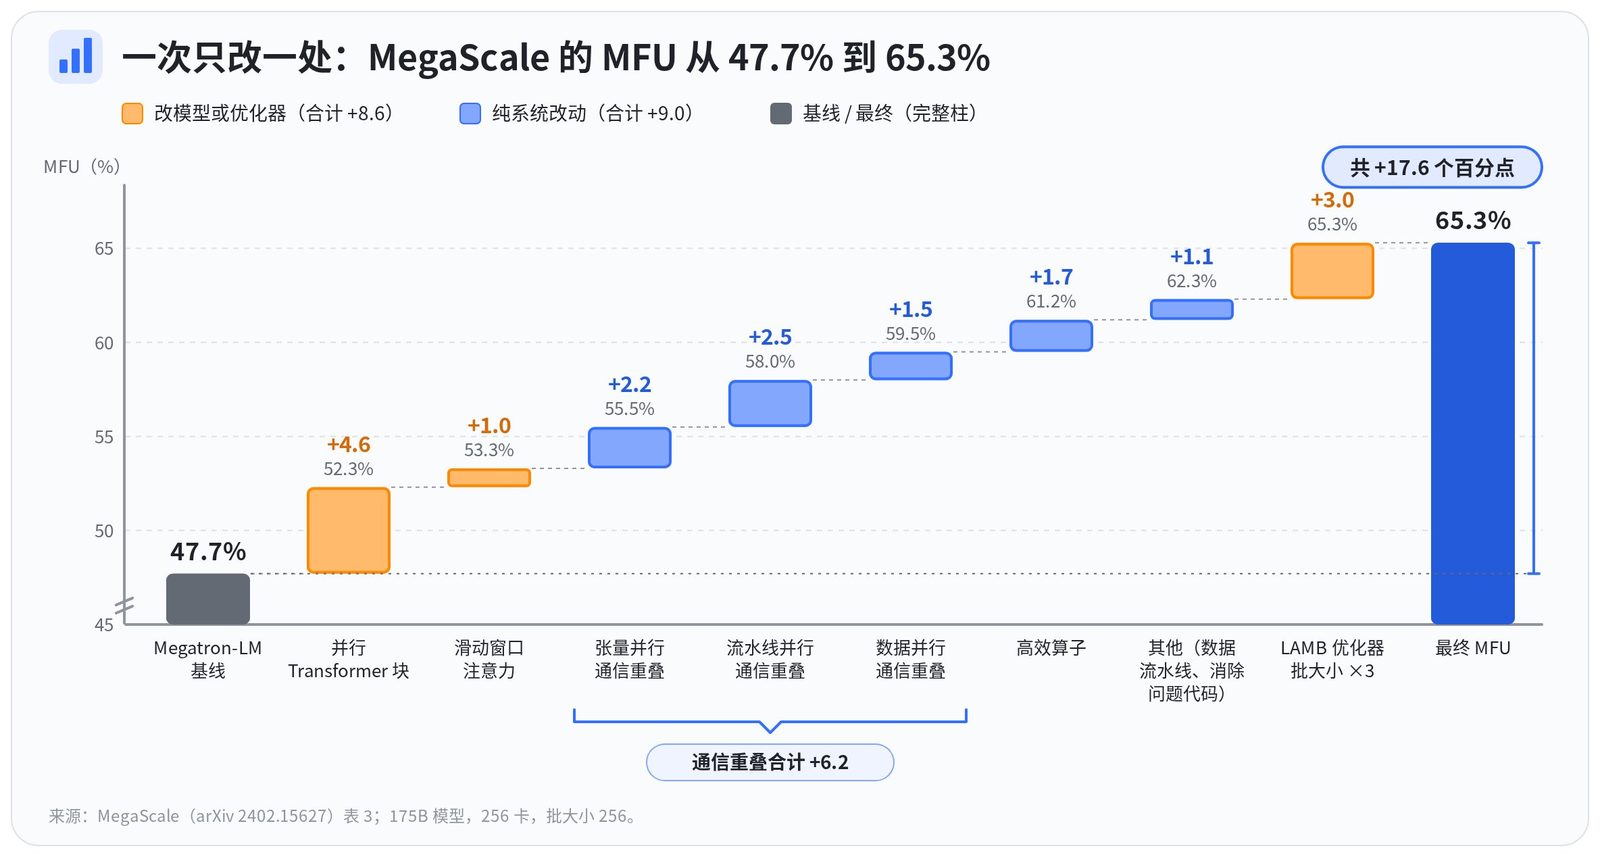 一次只改一处：MegaScale 的 MFU 从 47.7% 到 65.3%
改模型或优化器（合计 +8.6）
纯系统改动（合计 +9.0）
基线 / 最终（完整柱）
MFU（%）
共 +17.6 个百分点
65
60
55
50
45
47.7%
+4.6
52.3%
+1.0
53.3%
+2.2
55.5%
+2.5
58.0%
+1.5
59.5%
+1.7
61.2%
+1.1
62.3%
+3.0
65.3%
65.3%
Megatron-LM
基线
并行
Transformer 块
滑动窗口
注意力
张量并行
通信重叠
流水线并行
通信重叠
数据并行
通信重叠
高效算子
其他（数据
流水线、消除
问题代码）
LAMB 优化器
批大小 ×3
最终 MFU
通信重叠合计 +6.2
来源：MegaScale（arXiv 2402.15627）表 3；175B 模型，256 卡，批大小 256。